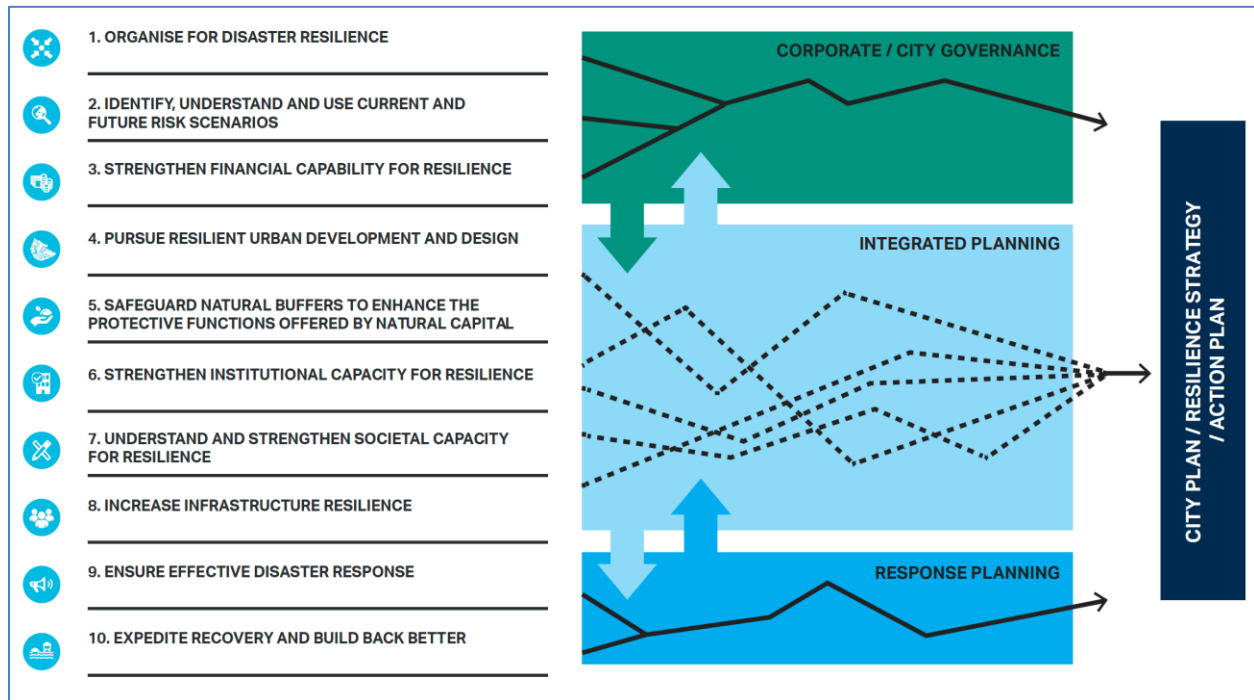 1. ORGANISE FOR DISASTER RESILIENCE
2. IDENTIFY, UNDERSTAND AND USE CURRENT AND
FUTURE RISK SCENARIOS
3. STRENGTHEN FINANCIAL CAPABILITY FOR RESILIENCE
4. PURSUE RESILIENT URBAN DEVELOPMENT AND DESIGN
5. SAFEGUARD NATURAL BUFFERS TO ENHANCE THE
PROTECTIVE FUNCTIONS OFFERED BY NATURAL CAPITAL
6. STRENGTHEN INSTITUTIONAL CAPACITY FOR RESILIENCE
7. UNDERSTAND AND STRENGTHEN SOCIETAL CAPACITY
FOR RESILIENCE
8. INCREASE INFRASTRUCTURE RESILIENCE
9. ENSURE EFFECTIVE DISASTER RESPONSE
10. EXPEDITE RECOVERY AND BUILD BACK BETTER
CORPORATE / CITY GOVERNANCE
INTEGRATED PLANNING
RESPONSE PLANNING
CITY PLAN / RESILIENCE STRATEGY
/ ACTION PLAN